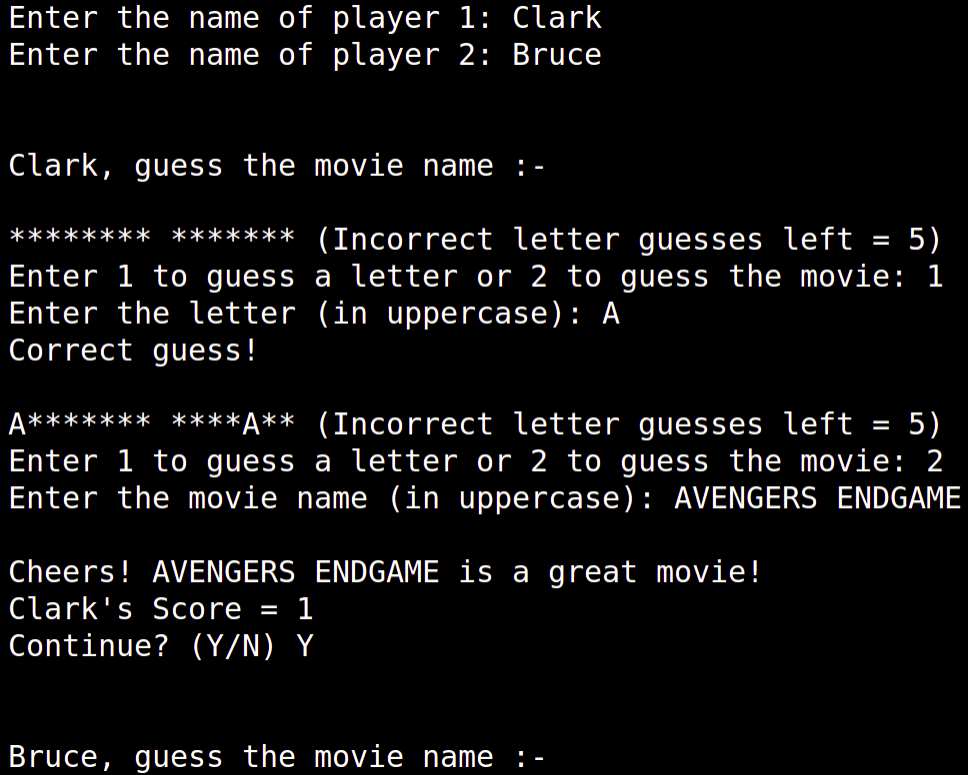 Enter the name of player 1: Clark
Enter the name of player 2: Bruce
Clark, guess the movie name :-
******** ******* (Incorrect letter guesses left = 5)
Enter 1 to guess a letter or 2 to guess the movie: 1
Enter the letter (in uppercase): A
Correct guess!
A******* ****A** (Incorrect letter guesses left = 5)
Enter 1 to guess a letter or 2 to guess the movie: 2
Enter the movie name (in uppercase): AVENGERS ENDGAME
Cheers! AVENGERS ENDGAME is a great movie!
Clark's Score = 1
Continue? (Y/N) Y
Bruce, guess the movie name :-